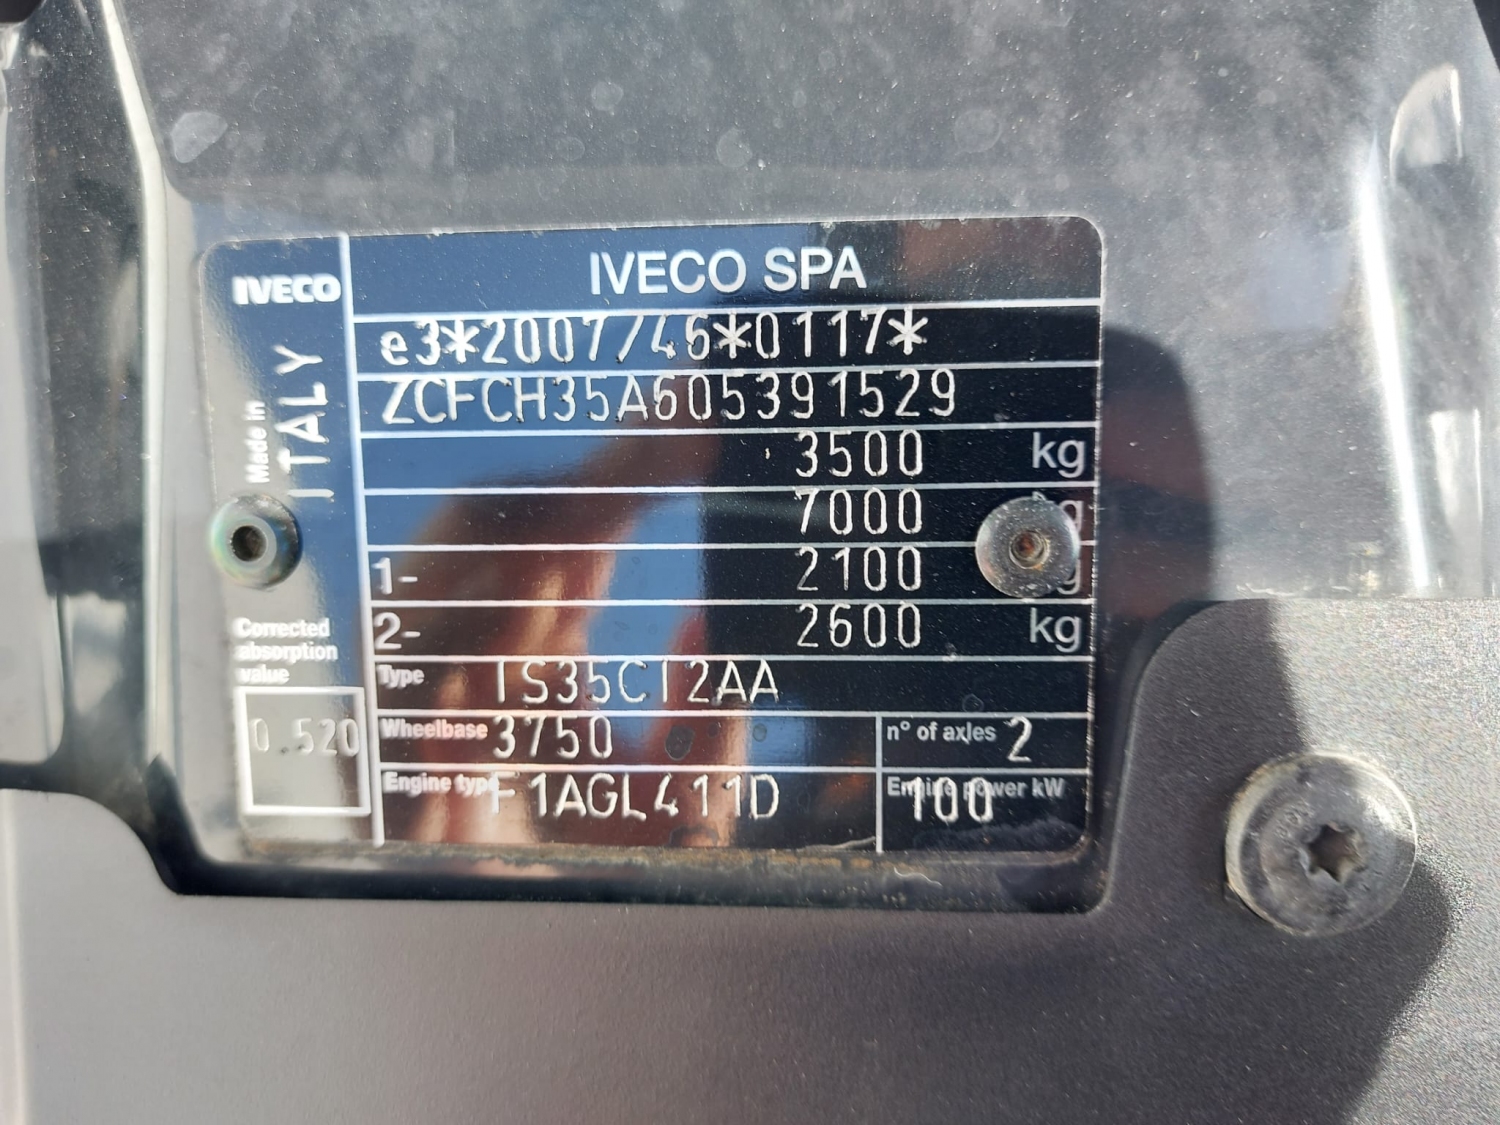 IVECO
IVECO SPA
e3*2007/46*0117*
ZCFCH35A605391529
3500 kg
7000
1- 2100
2- 2600 kg
Type IS35CI2AA
Wheelbase 3750 n° of axles 2
Engine type F1AGL411D Engine power kW 100
Made in ITALY
Corrected
absorption
value
0.520